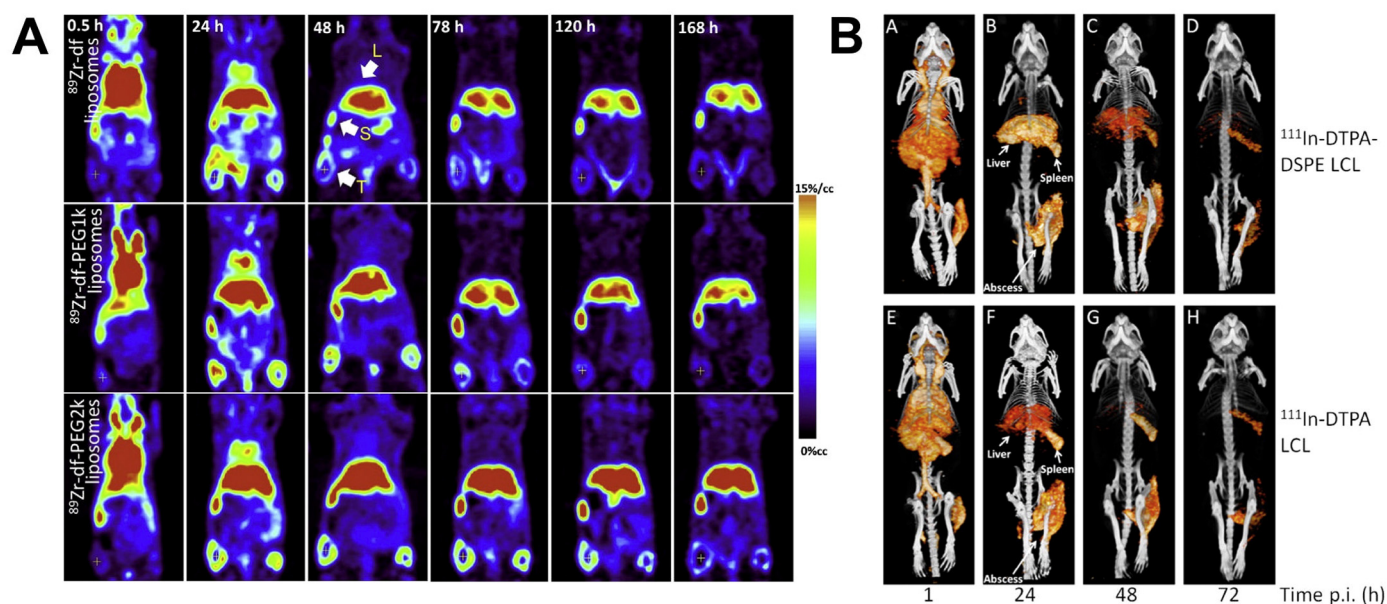 A
0.5 h
24 h
48 h
78 h
120 h
168 h
⁸⁹Zr-df
liposomes
L
S
T
⁸⁹Zr-df-PEG1k
liposomes
⁸⁹Zr-df-PEG2k
liposomes
15%/cc
0%cc
B
A
B
C
D
Liver
Spleen
Abscess
¹¹¹In-DTPA-
DSPE LCL
E
F
G
H
Liver
Spleen
Abscess
¹¹¹In-DTPA
LCL
1
24
48
72
Time p.i. (h)